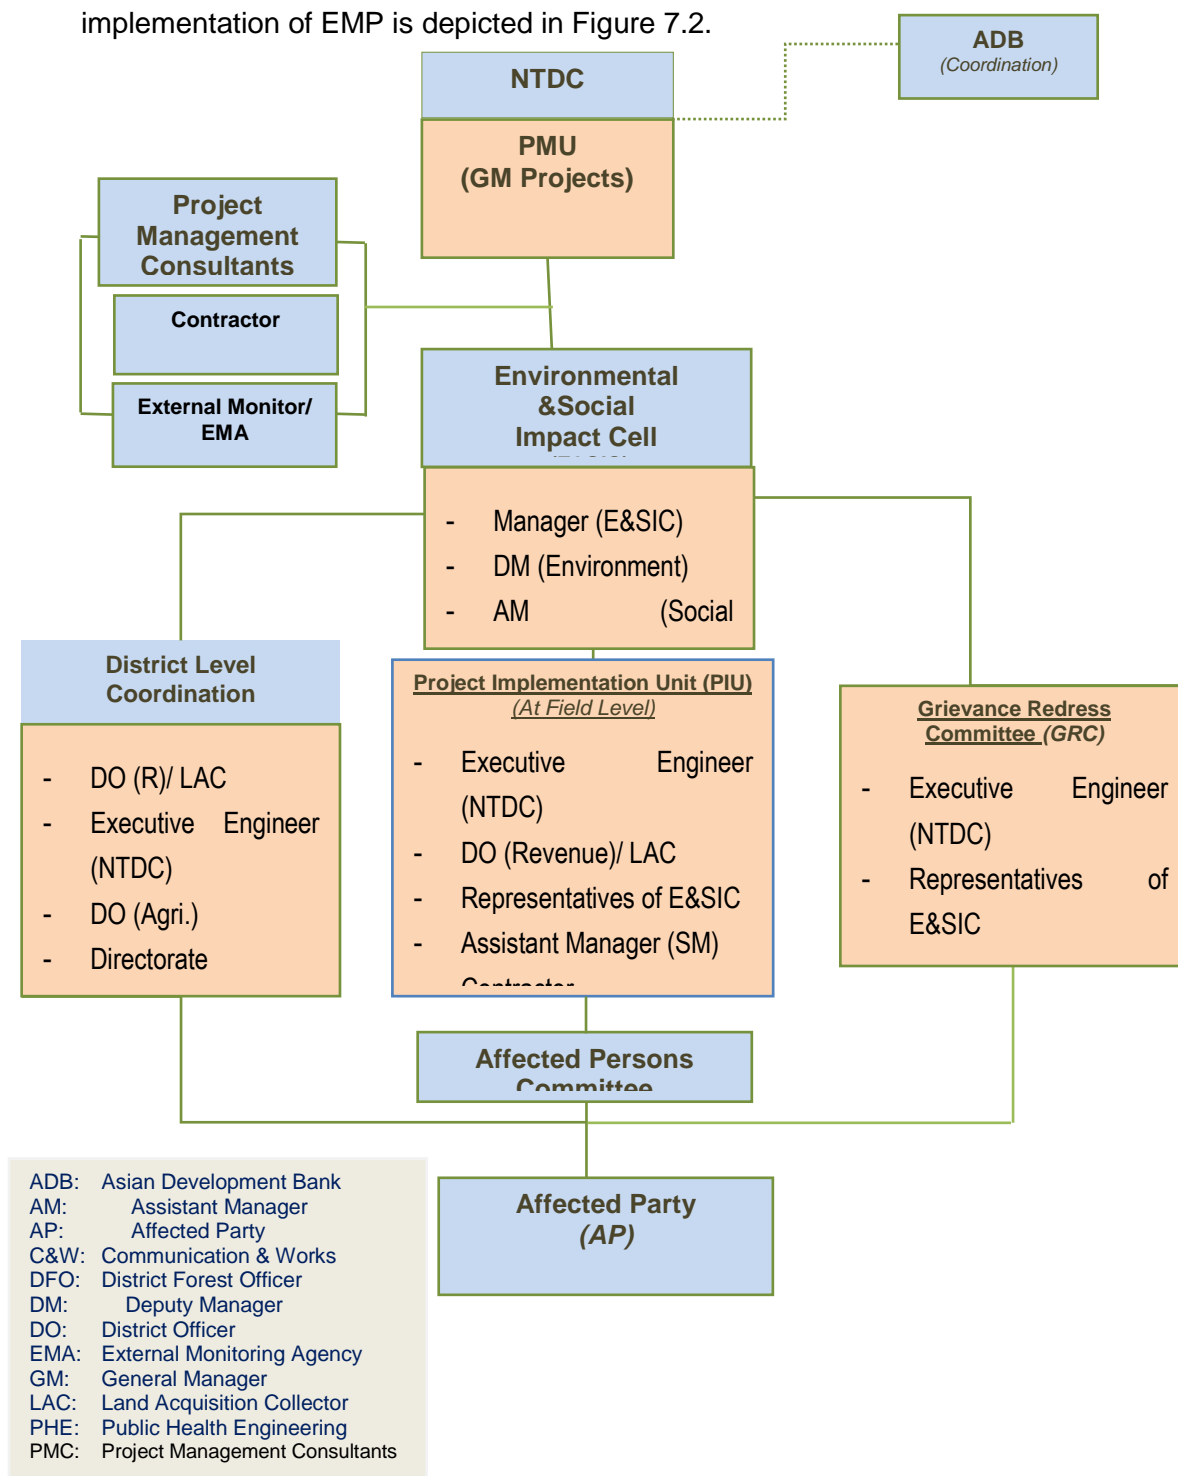 implementation of EMP is depicted in Figure 7.2.
NTDC
ADB
(Coordination)
PMU
(GM Projects)
Project
Management
Consultants
Contractor
External Monitor/
EMA
Environmental
&Social
Impact Cell
- Manager (E&SIC)
- DM (Environment)
- AM (Social
District Level
Coordination
- DO (R)/ LAC
- Executive Engineer
(NTDC)
- DO (Agri.)
- Directorate
Project Implementation Unit (PIU)
(At Field Level)
- Executive Engineer
(NTDC)
- DO (Revenue)/ LAC
- Representatives of E&SIC
- Assistant Manager (SM)
Contractor
Grievance Redress
Committee (GRC)
- Executive Engineer
(NTDC)
- Representatives of
E&SIC
Affected Persons
Committee
Affected Party
(AP)
ADB: Asian Development Bank
AM: Assistant Manager
AP: Affected Party
C&W: Communication & Works
DFO: District Forest Officer
DM: Deputy Manager
DO: District Officer
EMA: External Monitoring Agency
GM: General Manager
LAC: Land Acquisition Collector
PHE: Public Health Engineering
PMC: Project Management Consultants